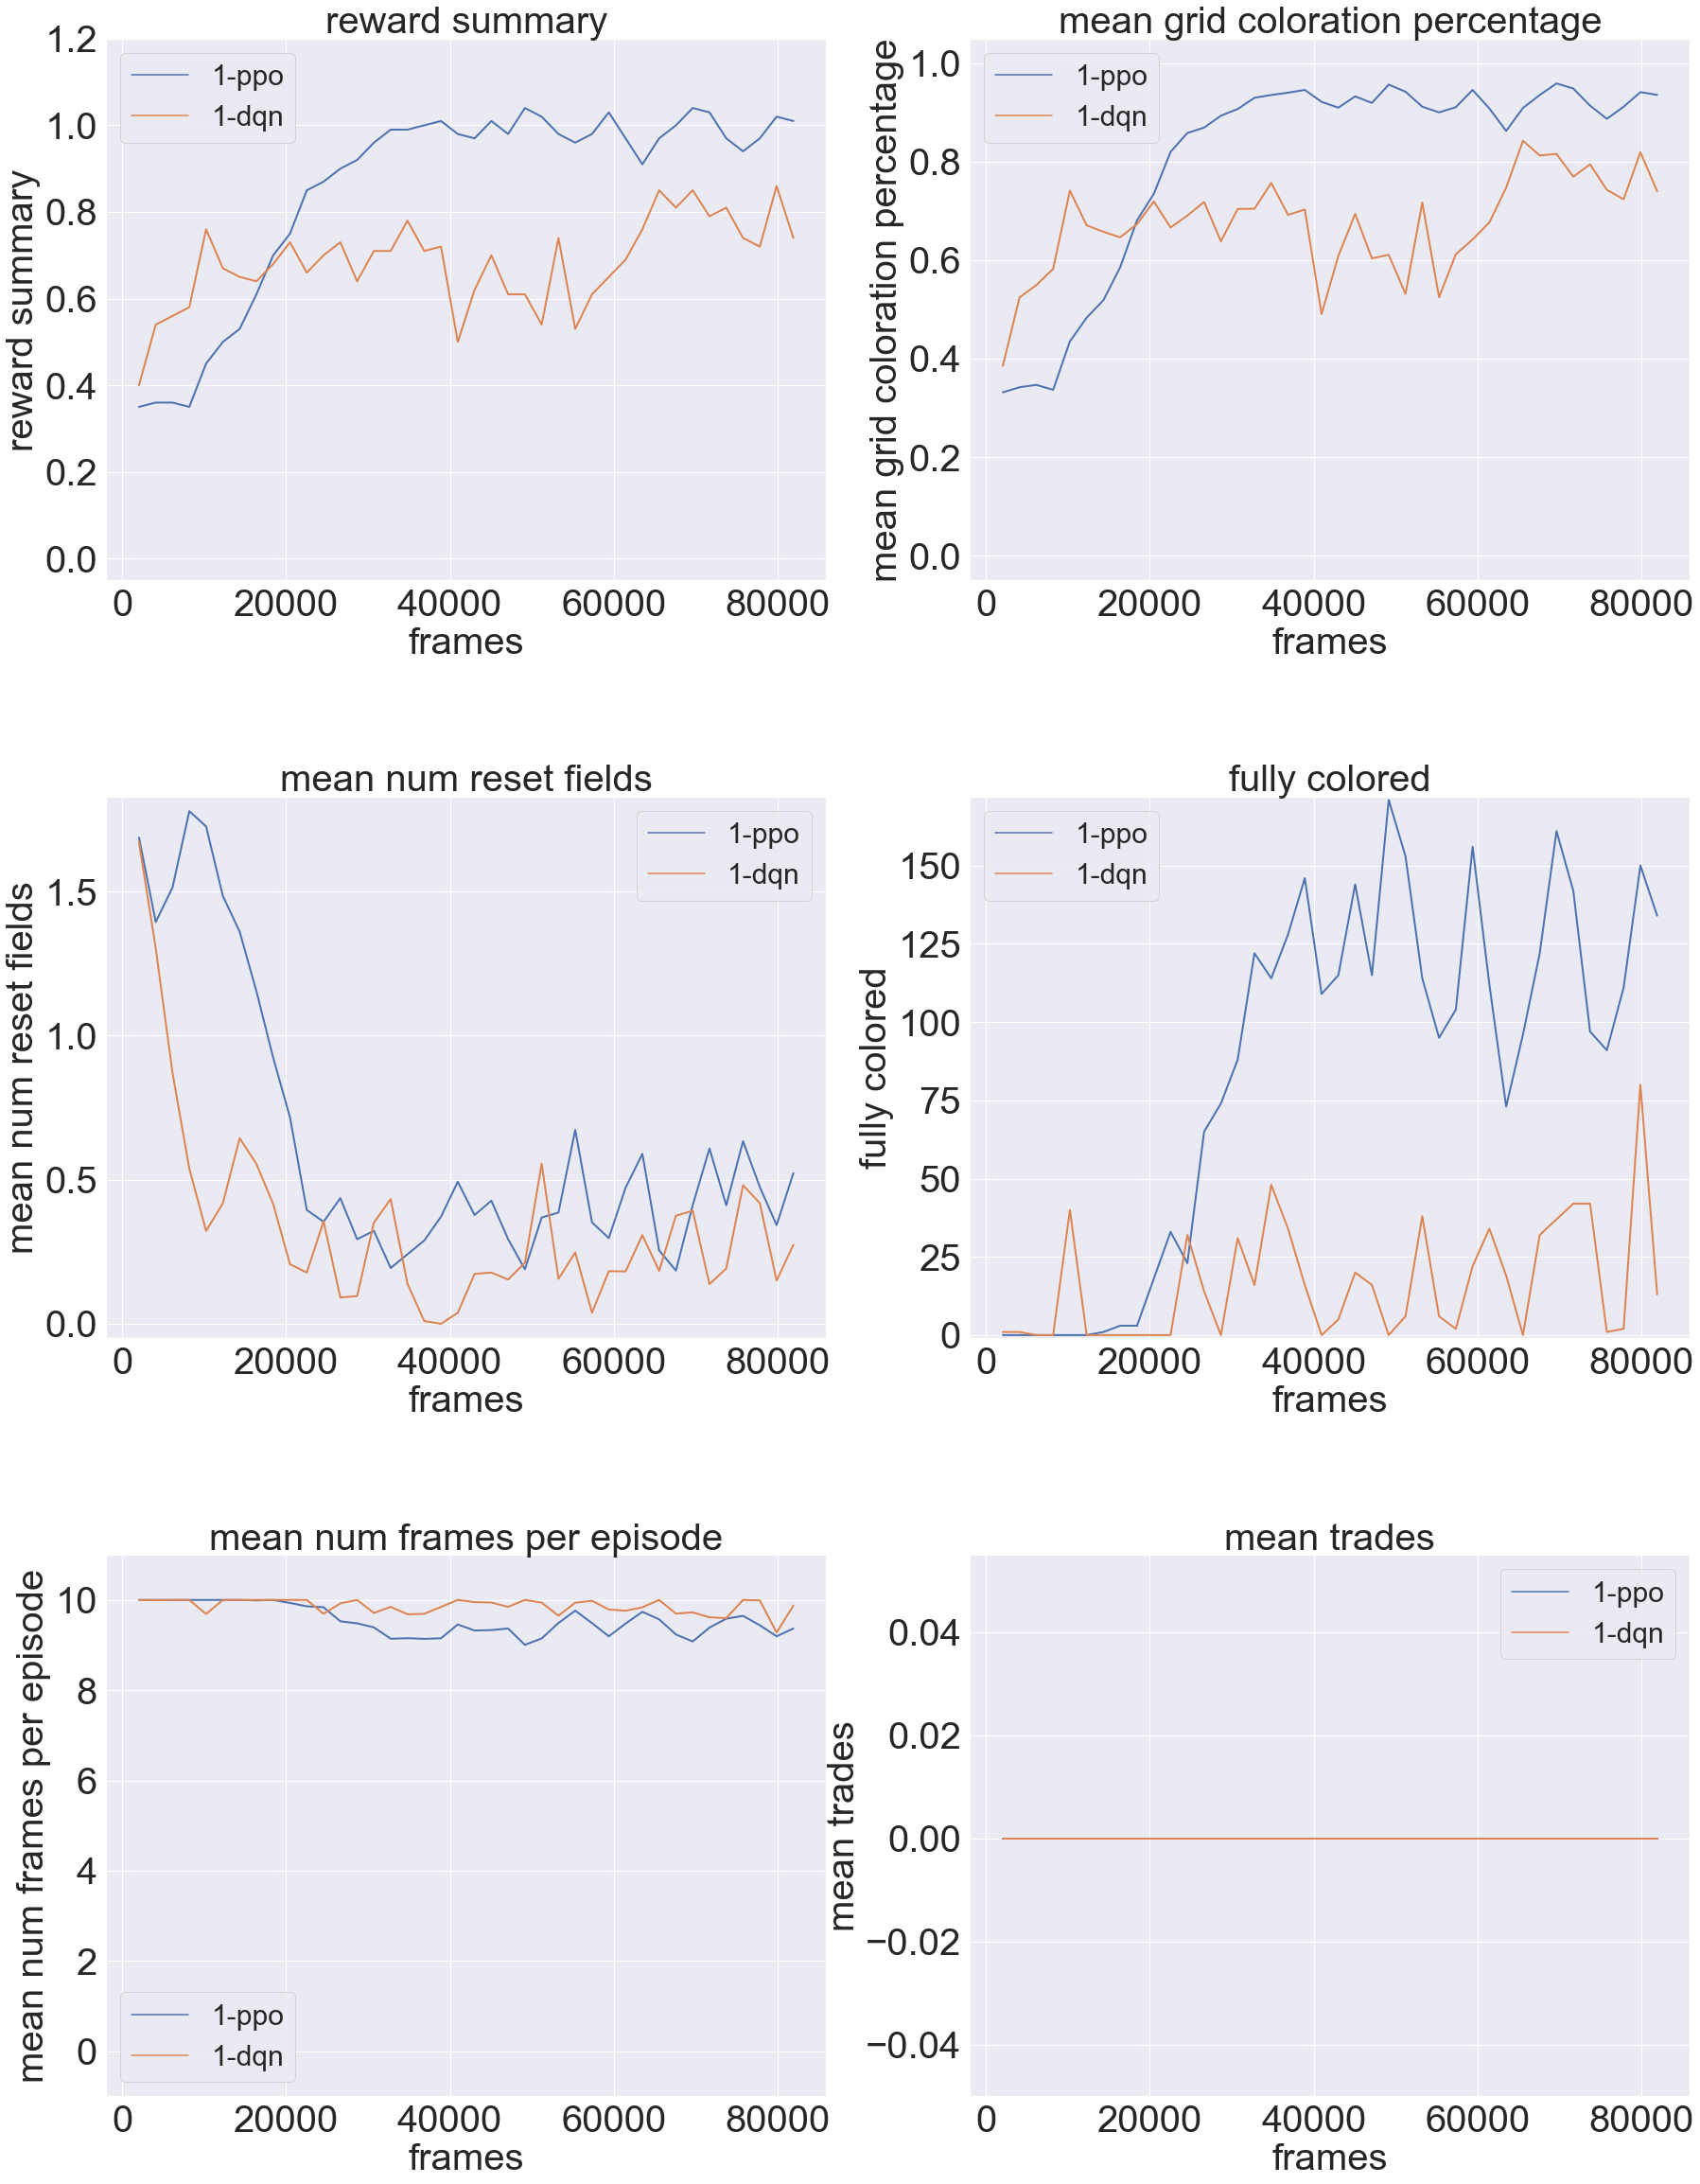 reward summary
1.2
1.0
0.8
0.6
0.4
0.2
0.0
reward summary
1-ppo
1-dqn
0 20000 40000 60000 80000
frames
mean grid coloration percentage
1.0
0.8
0.6
0.4
0.2
0.0
mean grid coloration percentage
1-ppo
1-dqn
0 20000 40000 60000 80000
frames
mean num reset fields
1.5
1.0
0.5
0.0
mean num reset fields
1-ppo
1-dqn
0 20000 40000 60000 80000
frames
fully colored
150
125
100
75
50
25
0
fully colored
1-ppo
1-dqn
0 20000 40000 60000 80000
frames
mean num frames per episode
10
8
6
4
2
0
mean num frames per episode
1-ppo
1-dqn
0 20000 40000 60000 80000
frames
mean trades
0.04
0.02
0.00
−0.02
−0.04
mean trades
1-ppo
1-dqn
0 20000 40000 60000 80000
frames